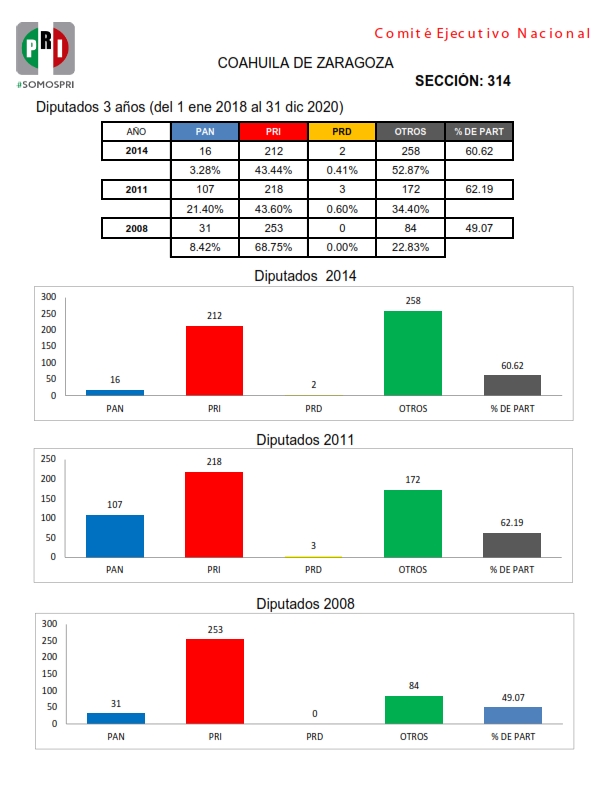 Comité Ejecutivo Nacional
PRI
#SOMOSPRI
COAHUILA DE ZARAGOZA
SECCIÓN: 314
Diputados 3 años (del 1 ene 2018 al 31 dic 2020)
AÑO PAN PRI PRD OTROS % DE PART
2014 16 212 2 258 60.62
3.28% 43.44% 0.41% 52.87%
2011 107 218 3 172 62.19
21.40% 43.60% 0.60% 34.40%
2008 31 253 0 84 49.07
8.42% 68.75% 0.00% 22.83%
Diputados 2014
300
250
200
150
100
50
0
16 212 2 258 60.62
PAN PRI PRD OTROS % DE PART
Diputados 2011
250
200
150
100
50
0
107 218 3 172 62.19
PAN PRI PRD OTROS % DE PART
Diputados 2008
300
250
200
150
100
50
0
31 253 0 84 49.07
PAN PRI PRD OTROS % DE PART